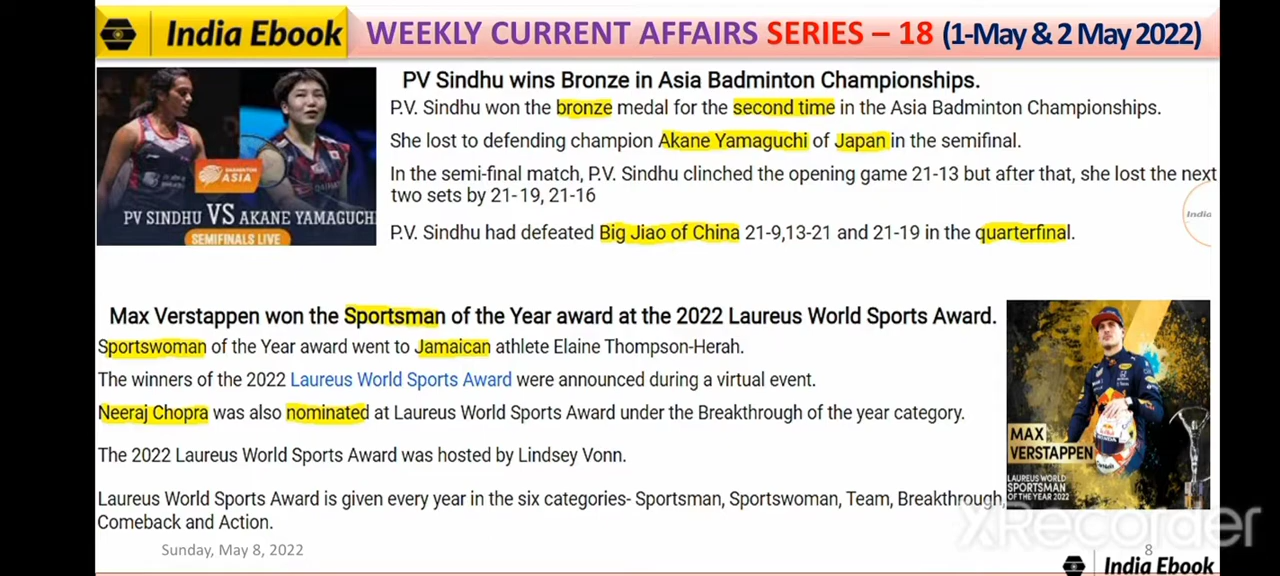 India Ebook
WEEKLY CURRENT AFFAIRS SERIES – 18 (1-May & 2 May 2022)
PV Sindhu wins Bronze in Asia Badminton Championships.
P.V. Sindhu won the bronze medal for the second time in the Asia Badminton Championships.
She lost to defending champion Akane Yamaguchi of Japan in the semifinal.
In the semi-final match, P.V. Sindhu clinched the opening game 21-13 but after that, she lost the next
two sets by 21-19, 21-16
P.V. Sindhu had defeated Big Jiao of China 21-9,13-21 and 21-19 in the quarterfinal.
BADMINTON
ASIA
PV SINDHU VS AKANE YAMAGUCH
SEMIFINALS LIVE
India
Max Verstappen won the Sportsman of the Year award at the 2022 Laureus World Sports Award.
Sportswoman of the Year award went to Jamaican athlete Elaine Thompson-Herah.
The winners of the 2022 Laureus World Sports Award were announced during a virtual event.
Neeraj Chopra was also nominated at Laureus World Sports Award under the Breakthrough of the year category.
The 2022 Laureus World Sports Award was hosted by Lindsey Vonn.
Laureus World Sports Award is given every year in the six categories- Sportsman, Sportswoman, Team, Breakthrough,
Comeback and Action.
MAX
VERSTAPPEN
LAUREUS WORLD
SPORTSMAN
OF THE YEAR 2022
XRecorder
Sunday, May 8, 2022
8
India Ebook